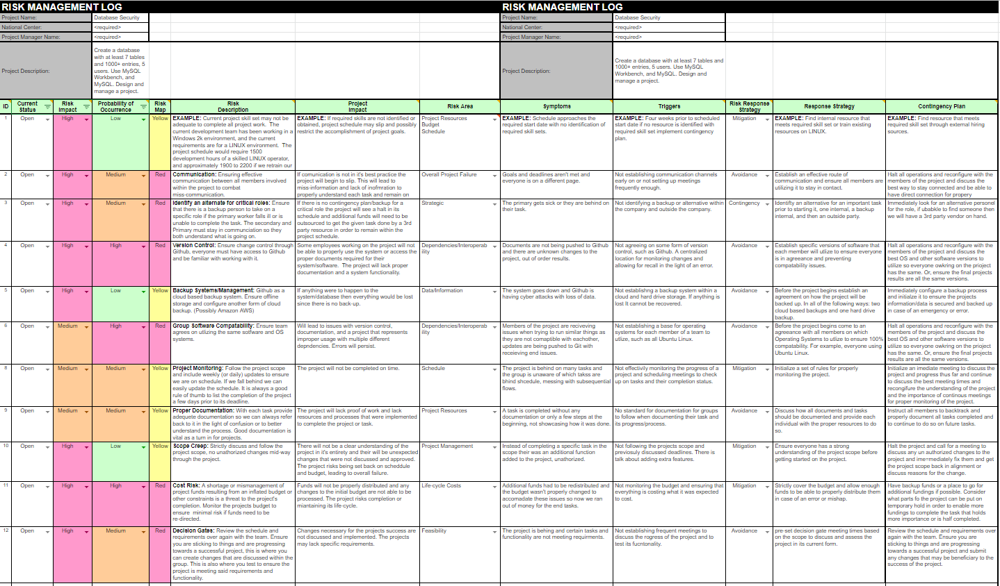 RISK MANAGEMENT LOG
RISK MANAGEMENT LOG
Project Name:
Database Security
Project Name:
Database Security
National Center:
<required>
National Center:
<required>
Project Manager Name:
<required>
Project Manager Name:
<required>
Project Description:
Create a database
with at least 7 tables
and 1000+ entries, 5
users. Use MySQL
Workbench, and
MySQL. Design and
manage a project.
Project Description:
Create a database with at least 7 tables and
1000+ entries, 5 users. Use MySQL
Workbench, and MySQL. Design and
manage a project.
ID
Current
Status
Risk
Impact
Probability of
Occurrence
Risk
Map
Risk
Description
Project
Impact
Risk Area
Symptoms
Triggers
Risk Response
Strategy
Response Strategy
Contingency Plan
1
Open
High
Low
Yellow
EXAMPLE: Current project skill set may not be
adequate to complete all project work. The
current development team has been working in a
Windows 2k environment, and the current
requirements are for a LINUX environment. The
project schedule would require 1500
development hours of a skilled LINUX operator,
and approximately 1900 to 2200 if we retrain our
EXAMPLE: If required skills are not identified or
obtained, project schedule may slip and possibly
restrict the accomplishment of project goals.
Project Resources
Budget
Schedule
EXAMPLE: Schedule approaches the
required start date with no identification of
required skill sets.
EXAMPLE: Four weeks prior to scheduled
start date if no resource is identified with
required skill set implement contingency
plan.
Mitigation
EXAMPLE: Find internal resource that
meets required skill set or train existing
resources on LINUX.
EXAMPLE: Find resource that meets
required skill set through external hiring
sources.
2
Open
High
Medium
Red
Communication: Ensuring effective
communication between all members involved
within the project to combat
miss-communication.
If comunication is not in it's best practice the
project will begin to slip. This will lead to
miss-information and lack of inofmration to
properly understand each task and remain on
Overall Project Failure
Goals and deadlines aren't met and
everyone is on a different page.
Not establishing communication channels
early on or not setting up meetings
frequently enough.
Avoidance
Establish an effective route of
communication and ensure all members are
utilizing it to stay in contact.
Halt all operations and reconfigure with the
members of the project and discuss the
best way to stay connected and be able to
have direct connection for propery
3
Open
High
Medium
Red
Identify an alternate for critical roles: Ensure
that there is a backup person to take on a
specific role if the primary worker falls ill or is
unable to complete the task. The secondary and
Primary must stay in communciation so they
both understand what is going on.
If there is no contingency plan/backup for a
critical role the project will see a halt in its
schedule and additional funds will need to be
outsourced to get the given task done by a 3rd
party resource in order to remain within the
project schedule.
Strategic
The primary gets sick or they are behind on
their task.
Not identifying a backup or alternative within
the company and outside the company.
Contingency
Identifty an alternative for an important task
prior to starting it, one internal, a backup
internal, and then an outside party.
Immediately look for an alternative personel
for the role, if ubabkle to find someone then
we will have a 3rd party vendor on hand.
4
Open
High
High
Red
Version Control: Ensure change control through
Github, everyone must have access to Github
and be familiar with working with it.
Some employees working on the project will not
be able to properly use the system or access the
proper documents required for their
system/software. The project will lack proper
documentation and a system functionality.
Dependencies/Interoperab
ility
Documents are not being pushed to Github
and there are unknown changes to the
project, out of order results.
Not agreeing on some form of version
control, such as Github. A centralized
location for monitoring changes and
allowing for recall in the light of an error.
Avoidance
Establish specific versions of software that
each member will utlize to ensure everyone
is in agreeance and preventing
compatability issues.
Halt all operations and reconfigure with the
members of the project and discuss the
best OS and other software versions to
utilize so everyone owkring on the project
has the same. Or, ensure the final projects
results are all the same versions.
5
Open
High
Low
Yellow
Backup Systems/Management: Github as a
cloud based backup system. Ensure offline
storage and configure another form of cloud
backup. (Possibly Amazon AWS)
If anything were to happen to the
system/database then everything would be lost
since there is no back-up.
Data/Information
The system goes down and Github is
having cyber attacks with loss of data.
Not establishng a backup system within a
cloud and hard drive storage. If anything is
lost It cannot be recovered.
Avoidance
Before the project begins establish an
agreement on how the project will be
backed up. In all of the following ways: two
cloud based backups and one hard drive
backup.
Immediately configure a backup process
and initialze it to ensure the projects
information/data is secured and backed up
in case of an emergency or error.
6
Open
Medium
High
Red
Group Software Compatability: Ensure team
agrees on utlizing the same softwore and OS
systems.
Will lead to issues with version control,
documentation, and a project that represents
improper usage with multiple different
depndencies. Errors will persist.
Dependencies/Interoperab
ility
Members of the project are reciveving
issues when trying to run similar things as
they are not comaptible with eachother,
updates are being pushed to Git with
receiving end issues.
Not establishing a base for operating
systems for each member of a team to
utlize, such as all Ubuntu Linux.
Avoidance
Before the project begins come to an
agreeance with all members on which
Operating Systems to utlize to ensure 100%
compatability. For example, everyone using
Ubuntu Linux.
Halt all operations and reconfigure with the
members of the project and discuss the
best OS and other software versions to
utilize so everyone owkring on the project
has the same. Or, ensure the final projects
results are all the same versions.
8
Open
Medium
Medium
Yellow
Project Monitoring: Follow the project scope
and include weekly (or daily) updates to ensure
we are on schedule. If we fall behind we can
easily update the schedule. It is always a good
rule of thumb to list the completion of the project
a few days prior to its deadline.
The project will not be completed on time.
Schedule
The project is behind on many tasks and
the group is unaware of which takss are
bhind shcedule, messing with subsequential
flows.
Not effectivily monitoring the progress of a
project and scheduling meetings to check
up on tasks and their completion status.
Mitigation
Initialize a set of rules for properly
monitoring the project.
Initialize an imediate meeting to discuss the
project and progress thus far and continue
to discuss the best meeting times and
recongifure the understanding of the project
and the importance of continous meetings
for proper monitoring of the project.
9
Open
Medium
Medium
Yellow
Proper Documentation: With each task provide
adequete documentation so we can always refer
back to it in the light of confusion or to better
understand the process. Good documentation is
vital as a turn in for projects.
The project will lack proof of work and lack
resources and processes that were implemented
to complete the project or task.
Project Resources
A task is completed without any
documentation or only a few steps at the
beginning, not showcasing how it was done.
No standard for documentation for groups
to follow when documenting their task and
its progress/process.
Avoidance
Discuss how all documents and tasks
should be documented and provide each
individual with the proper resources to do
so.
Instruct all members to backtrack and
properly document all tasks completed and
to continue to do so on future tasks.
10
Open
High
Low
Yellow
Scope Creep: Strictly discuss and follow the
project scope, no unathorized changes mid-way
through the project.
There will not be a clear understanding of the
project in it's entirety and their will be unexpected
changes that were not discussed and approved.
The project risks being set back on scheddule
and budget, leading to overall failure.
Project Management
Instead of completing a specific task in the
scope their was an additional function
added to the project, unathorized.
Not following the projects scope and
previously discussed deadlines. There is
talk about adding extra features.
Mitigation
Ensure everyone has a strong
understanding of the project scope before
getting started on the project.
Halt the project and call for a meeting to
discuss any un authorized changes to the
project and ime=mediately fix them and get
the project scope back in alignment or
discuss reasons for the change.
11
Open
High
High
Red
Cost Risk: A shortage or mismanagement of
project funds resulting from an inflated budget or
other constraints is a threat to the project's
completion. Monitor the projects budget to
ensure minimal risk if funds need to be
re-directed.
Funds will not be properly distributed and any
changes to the initial budget are not able to be
processed. The project risks completion or
miantaining its life-cycle.
Life-cycle Costs
Additional funds had to be redistributed and
the budget wasn't properly changed to
accomadate these issues so now we ran
out of money for the end tasks.
Not monitoring the budget and ensuring that
everything is costing what it was expected
to cost.
Mitigation
Strictly cover the budget and allow enough
funds to be able to properly distribute them
in case of an error or mishap.
Have backup funds or a place to go for
additional fundings if possible. Consider
what parts fo the project can be put on
temporary hold in order to enable more
fundings to complete the task that holds
more importance or is half completed.
12
Open
High
Medium
Red
Decision Gates: Review the schedule and
requirements over again with the team. Ensure
you are sticking to things and are progressing
towards a successful project, this is where you
can create changes that are discussed within the
group. This is also where you test to ensure the
project is meeting said requirements and
functionality.
Changes necessary for the projects success are
not discussed and implemented. The projects
may lack specific requirements.
Feasibility
The project is behing and certain tasks and
functionality are not meeting requirments.
Not establishing frequent meetings to
discuss the rogress of the project and to
test its fucntonality.
Avoidance
pre-set decision gate meeting times based
on the scope to discuss and assess the
project in its current form.
Review the schedule and requirements over
again with the team. Ensure you are
sticking to things and are progressing
towards a successful project and submit
any changes that may be beneficiary to the
success of the project.